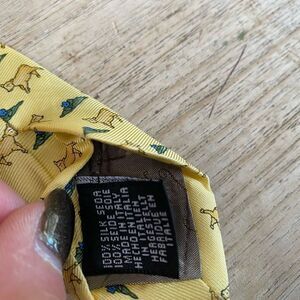 100% SILK SEDA
100% SEIDE SOIE
MADE IN ITALY
HECHO EN ITALIA
IN ITALIEN
HERGESTELLT
FABRIQUE EN
ITALIE